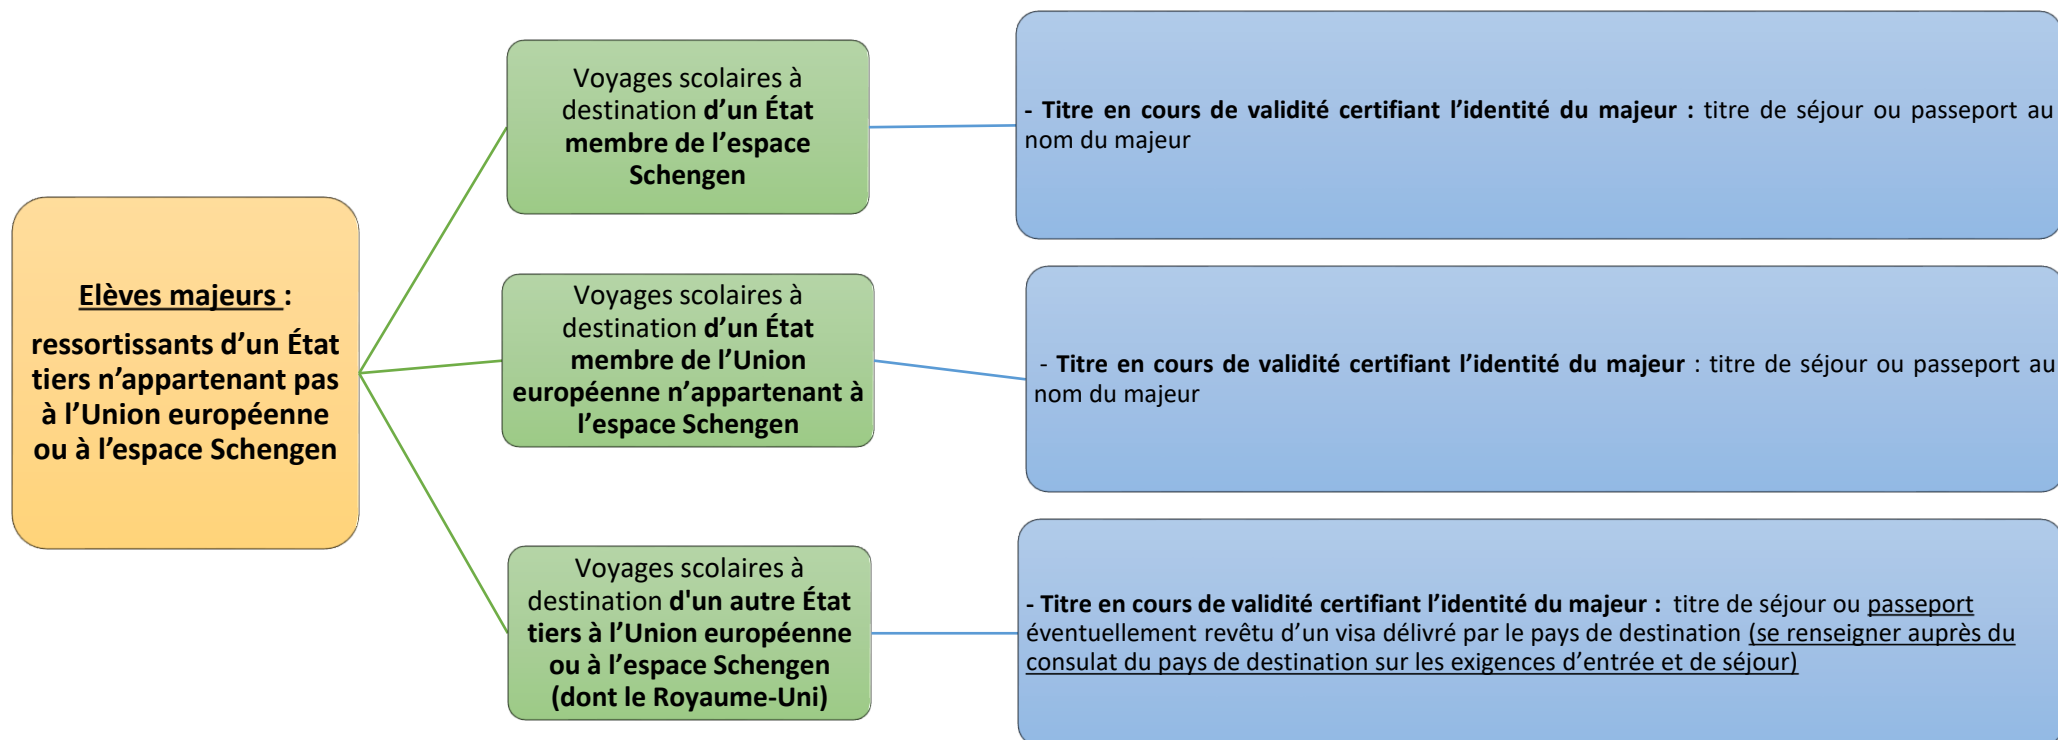 Elèves majeurs :
ressortissants d’un État
tiers n’appartenant pas
à l’Union européenne
ou à l’espace Schengen
Voyages scolaires à
destination d’un État
membre de l’espace
Schengen
- Titre en cours de validité certifiant l’identité du majeur : titre de séjour ou passeport au
nom du majeur
Voyages scolaires à
destination d’un État
membre de l’Union
européenne n’appartenant à
l’espace Schengen
- Titre en cours de validité certifiant l’identité du majeur : titre de séjour ou passeport au
nom du majeur
Voyages scolaires à
destination d'un autre État
tiers à l’Union européenne
ou à l’espace Schengen
(dont le Royaume-Uni)
- Titre en cours de validité certifiant l’identité du majeur : titre de séjour ou passeport
éventuellement revêtu d’un visa délivré par le pays de destination (se renseigner auprès du
consulat du pays de destination sur les exigences d’entrée et de séjour)